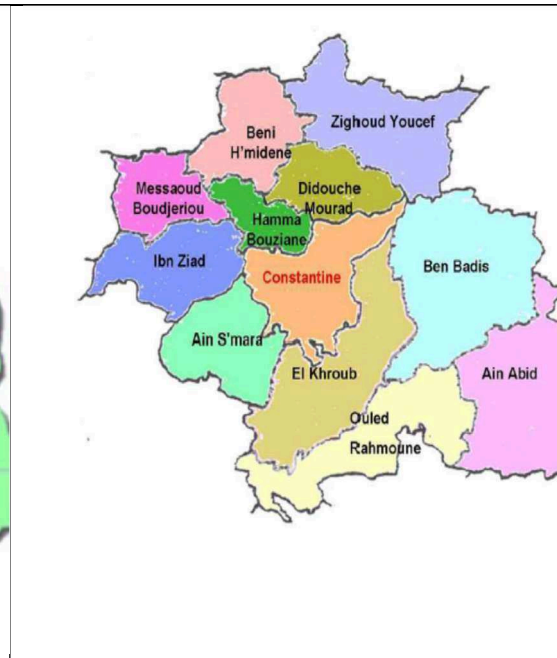 Zighoud Youcef
Beni
H'midene
Messaoud
Boudjeriou
Didouche
Mourad
Hamma
Bouziane
Ibn Ziad
Constantine
Ben Badis
Ain S'mara
El Khroub
Ain Abid
Ouled
Rahmoune